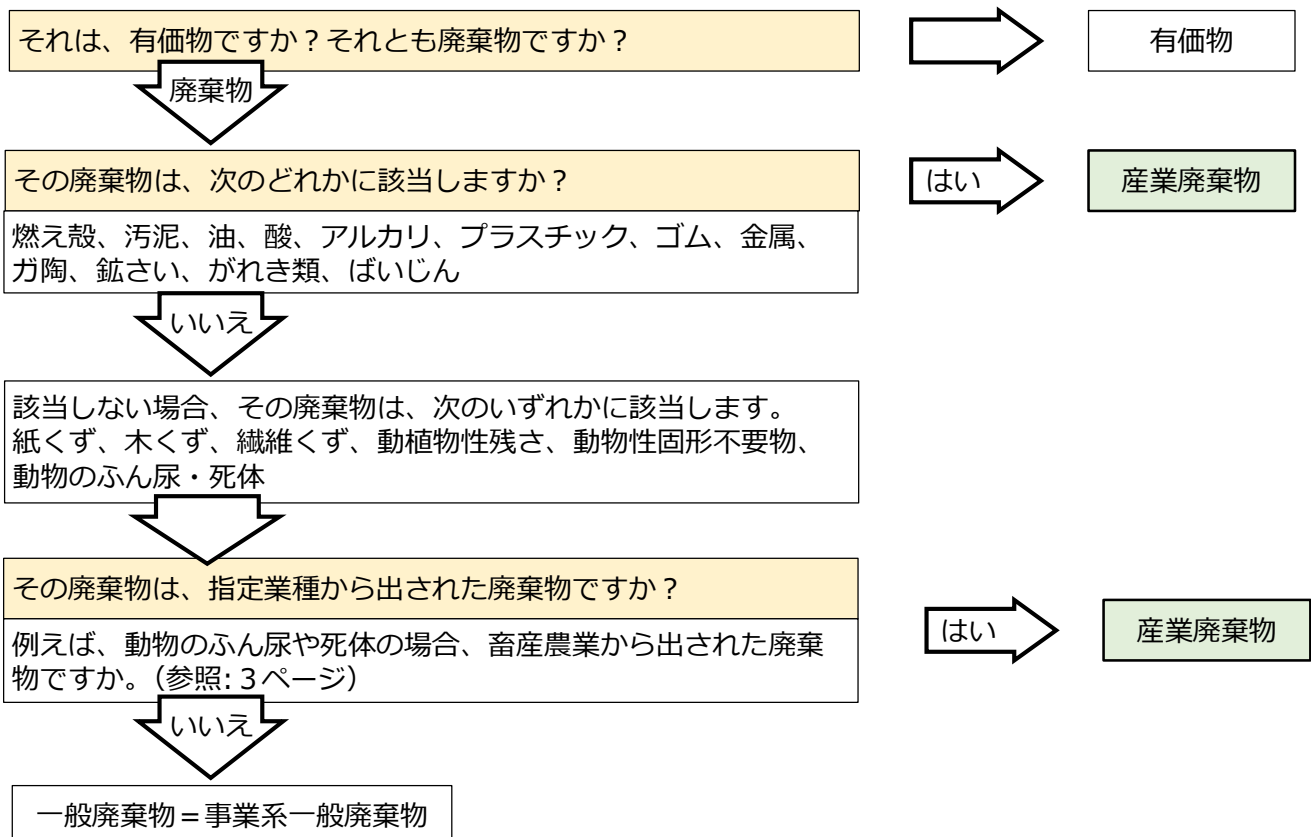 それは、有価物ですか？それとも廃棄物ですか？
有価物
廃棄物
その廃棄物は、次のどれかに該当しますか？
はい
産業廃棄物
燃え殻、汚泥、油、酸、アルカリ、プラスチック、ゴム、金属、
ガ陶、鉱さい、がれき類、ばいじん
いいえ
該当しない場合、その廃棄物は、次のいずれかに該当します。
紙くず、木くず、繊維くず、動植物性残さ、動物性固形不要物、
動物のふん尿・死体
その廃棄物は、指定業種から出された廃棄物ですか？
はい
産業廃棄物
例えば、動物のふん尿や死体の場合、畜産農業から出された廃棄
物ですか。（参照：３ページ）
いいえ
一般廃棄物＝事業系一般廃棄物